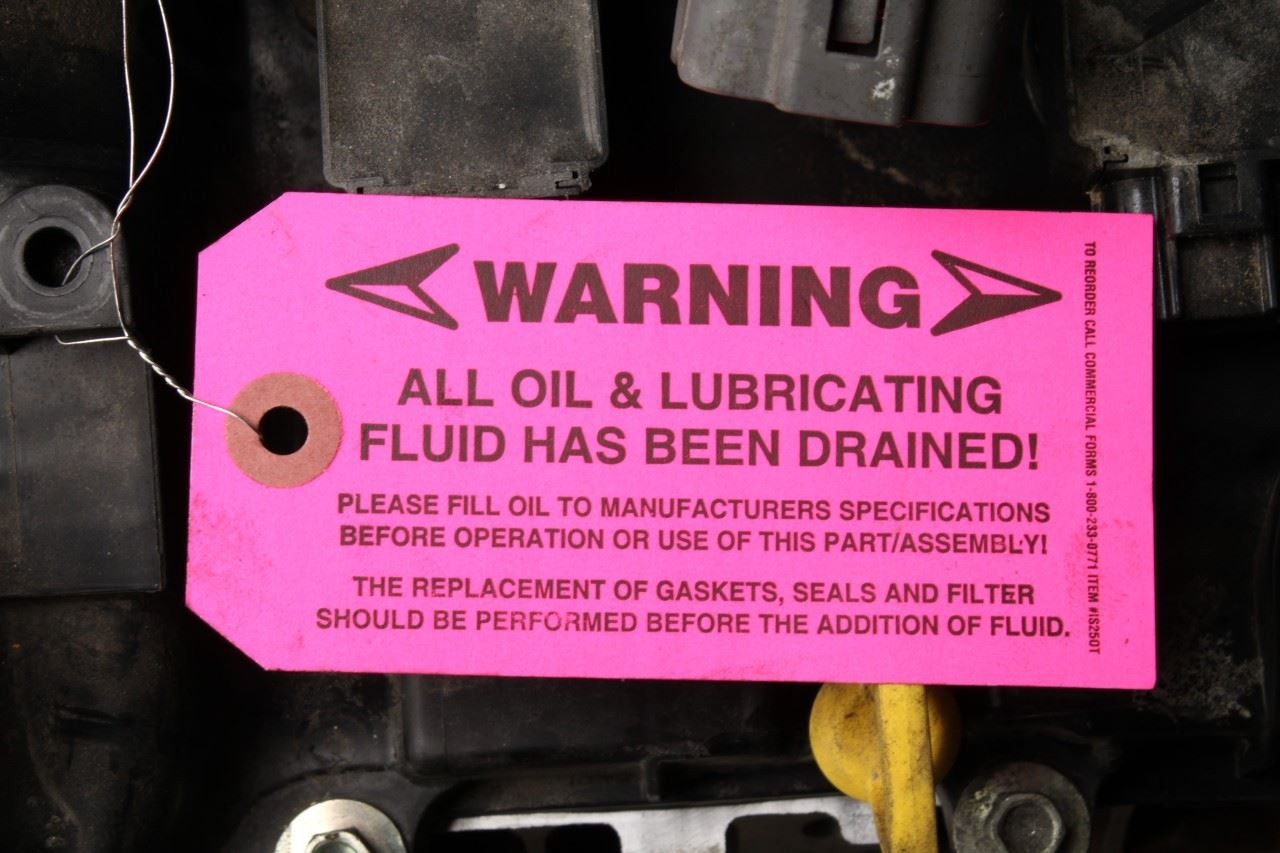 WARNING
ALL OIL & LUBRICATING
FLUID HAS BEEN DRAINED!
PLEASE FILL OIL TO MANUFACTURERS SPECIFICATIONS
BEFORE OPERATION OR USE OF THIS PART/ASSEMBLY!
THE REPLACEMENT OF GASKETS, SEALS AND FILTER
SHOULD BE PERFORMED BEFORE THE ADDITION OF FLUID.
TO REORDER CALL COMMERCIAL FORMS 1-800-233-0771 ITEM #IS250T